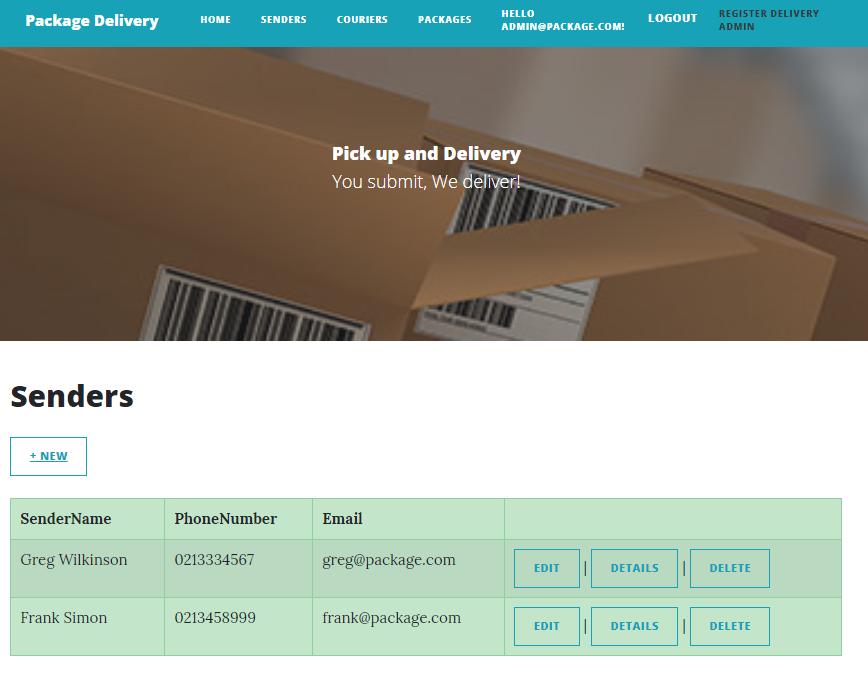 Package Delivery HOME SENDERS COURIERS PACKAGES HELLO ADMIN@PACKAGE.COM! LOGOUT REGISTER DELIVERY ADMIN
Pick up and Delivery
You submit, We deliver!
Senders
+ NEW
SenderName PhoneNumber Email
Greg Wilkinson 0213334567 greg@package.com EDIT | DETAILS | DELETE
Frank Simon 0213458999 frank@package.com EDIT | DETAILS | DELETE